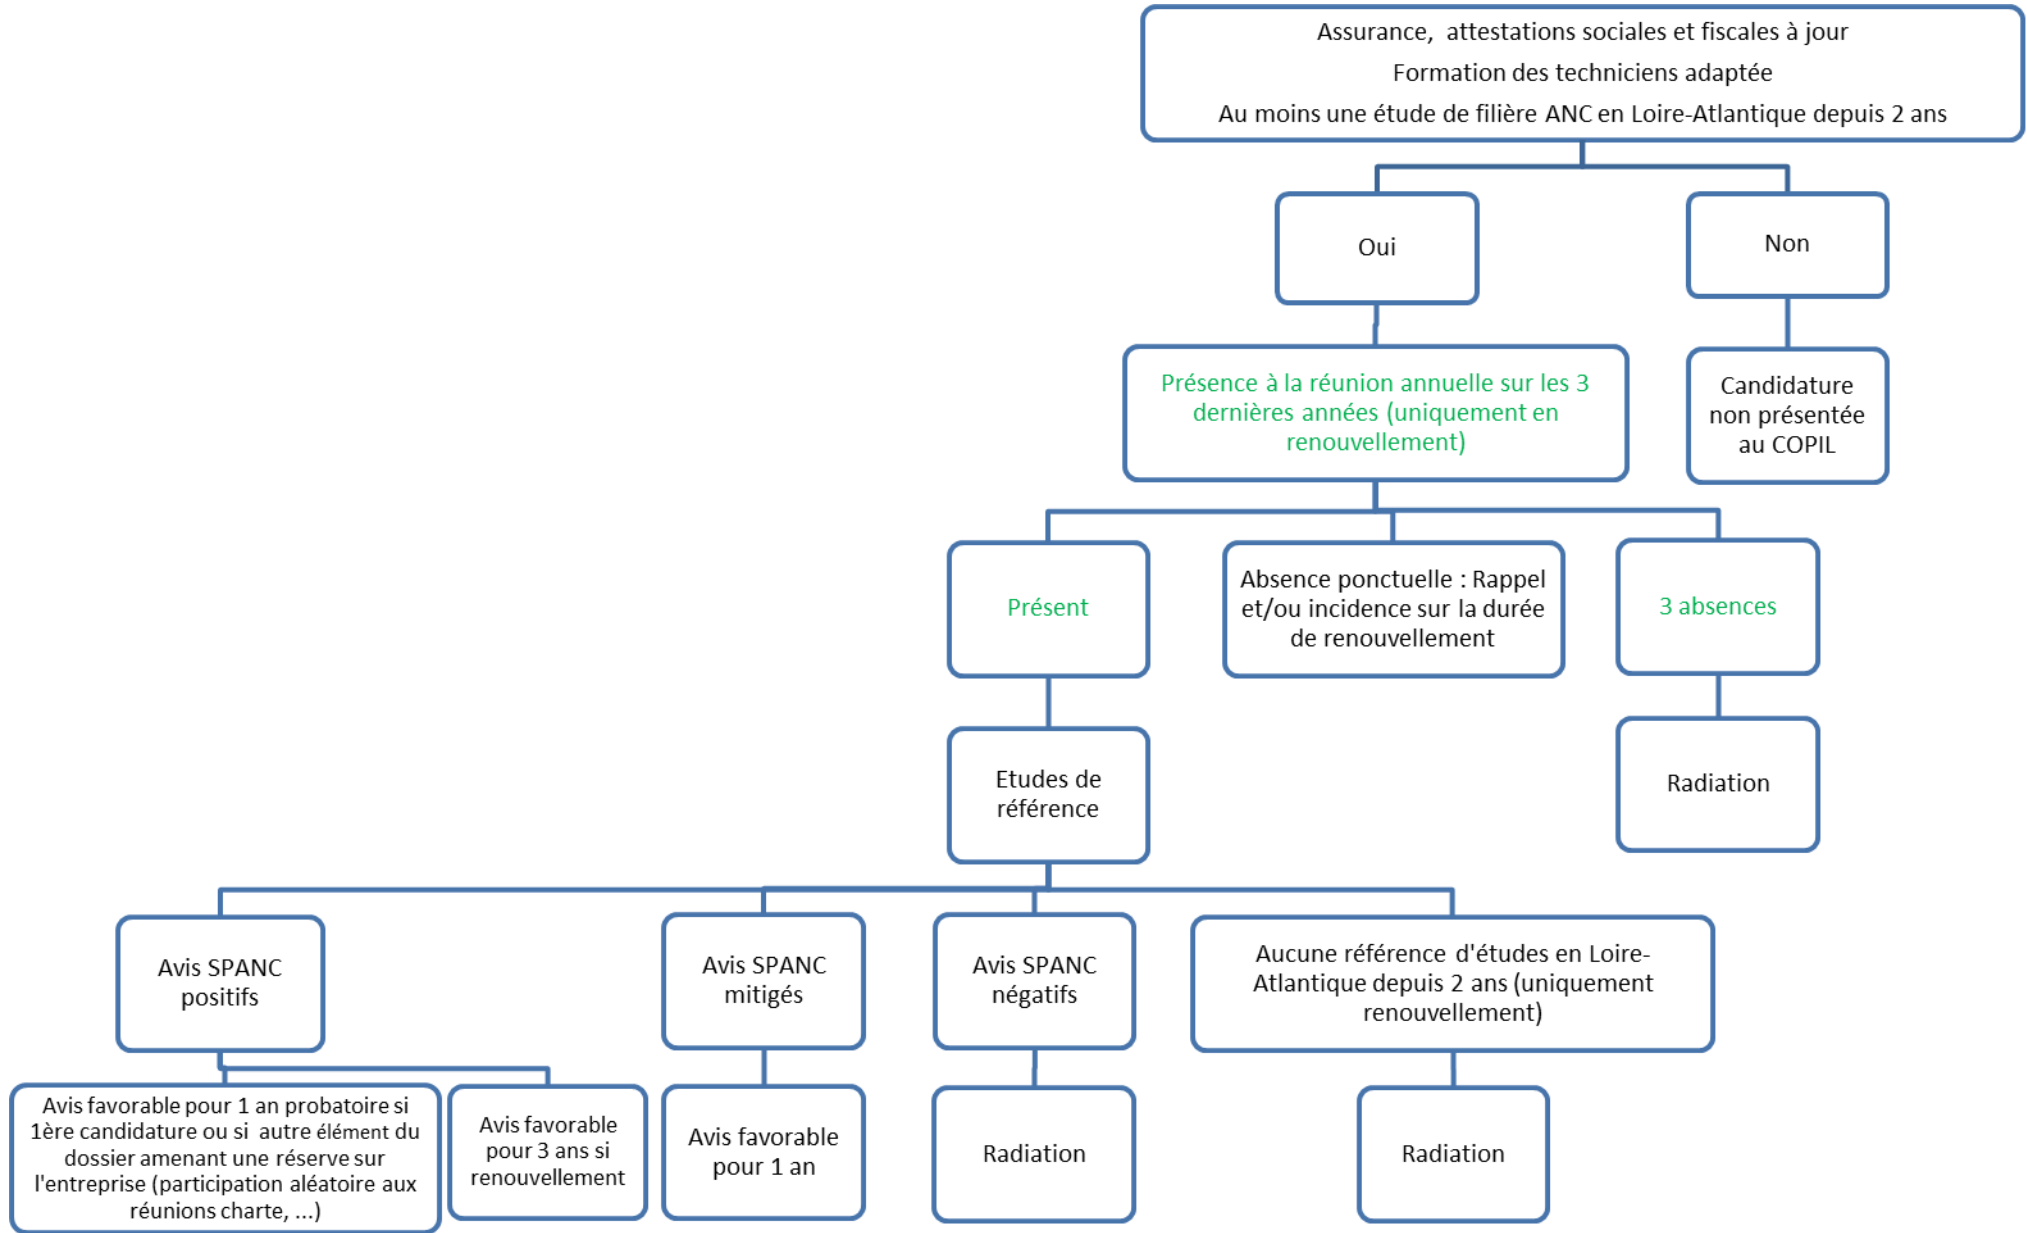 Assurance, attestations sociales et fiscales à jour
Formation des techniciens adaptée
Au moins une étude de filière ANC en Loire-Atlantique depuis 2 ans
Oui
Non
Présence à la réunion annuelle sur les 3
dernières années (uniquement en
renouvellement)
Candidature
non présentée
au COPIL
Présent
Absence ponctuelle : Rappel
et/ou incidence sur la durée
de renouvellement
3 absences
Etudes de
référence
Radiation
Avis SPANC
positifs
Avis SPANC
mitigés
Avis SPANC
négatifs
Aucune référence d'études en Loire-
Atlantique depuis 2 ans (uniquement
renouvellement)
Avis favorable pour 1 an probatoire si
1ère candidature ou si autre élément du
dossier amenant une réserve sur
l'entreprise (participation aléatoire aux
réunions charte, ...)
Avis favorable
pour 3 ans si
renouvellement
Avis favorable
pour 1 an
Radiation
Radiation